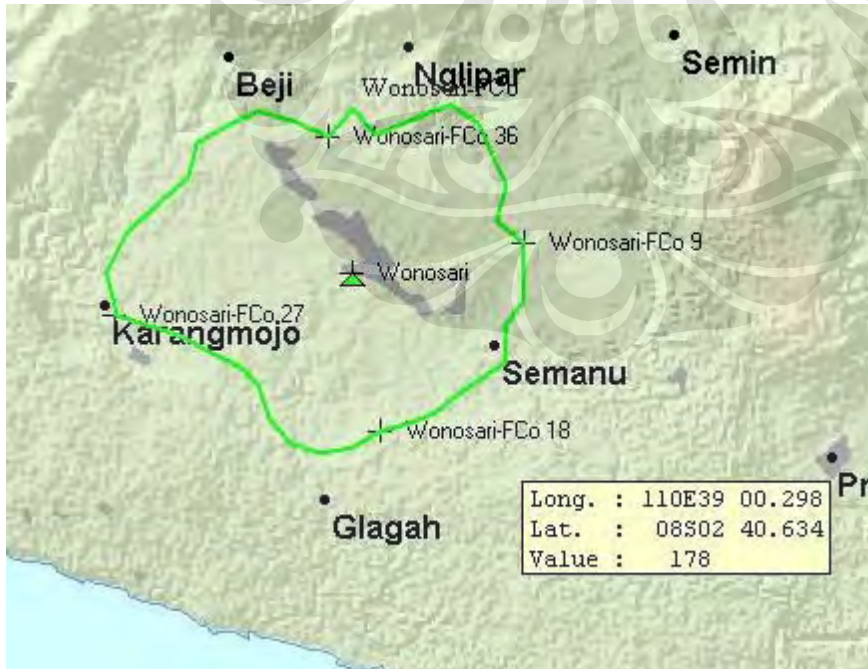 Beji
Nglipar
Semin
Wonosari-FCo
Wonosari-FCo 36
Wonosari-FCo 9
Wonosari
Wonosari-FCo 27
Karangmojo
Semanu
Wonosari-FCo 18
Glagah
Pr
Long. : 110E39 00.298
Lat. : 08S02 40.634
Value : 178